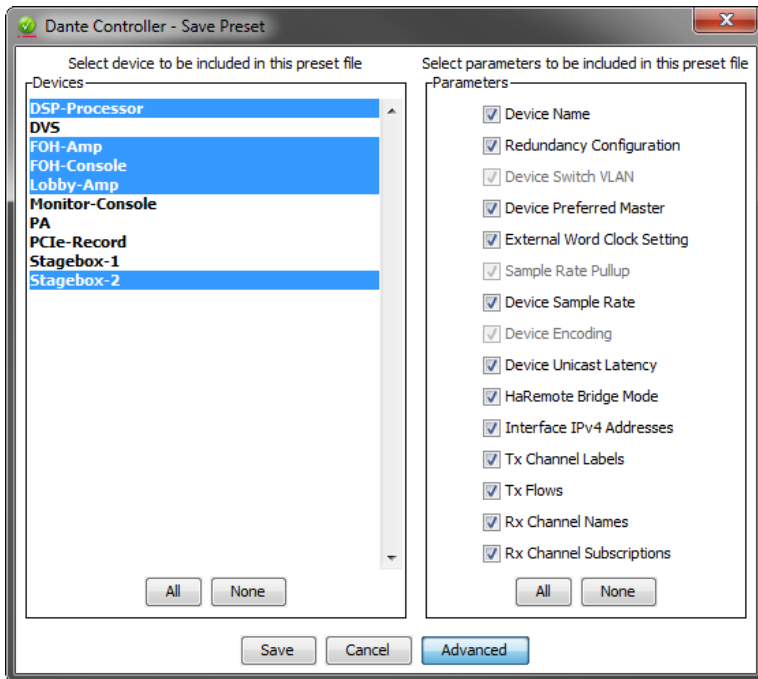 Dante Controller - Save Preset
Select device to be included in this preset file
Devices
DSP-Processor
DVS
FOH-Amp
FOH-Console
Lobby-Amp
Monitor-Console
PA
PCIe-Record
Stagebox-1
Stagebox-2
All None
Select parameters to be included in this preset file
Parameters
Device Name
Redundancy Configuration
Device Switch VLAN
Device Preferred Master
External Word Clock Setting
Sample Rate Pullup
Device Sample Rate
Device Encoding
Device Unicast Latency
HaRemote Bridge Mode
Interface IPv4 Addresses
Tx Channel Labels
Tx Flows
Rx Channel Names
Rx Channel Subscriptions
All None
Save Cancel Advanced